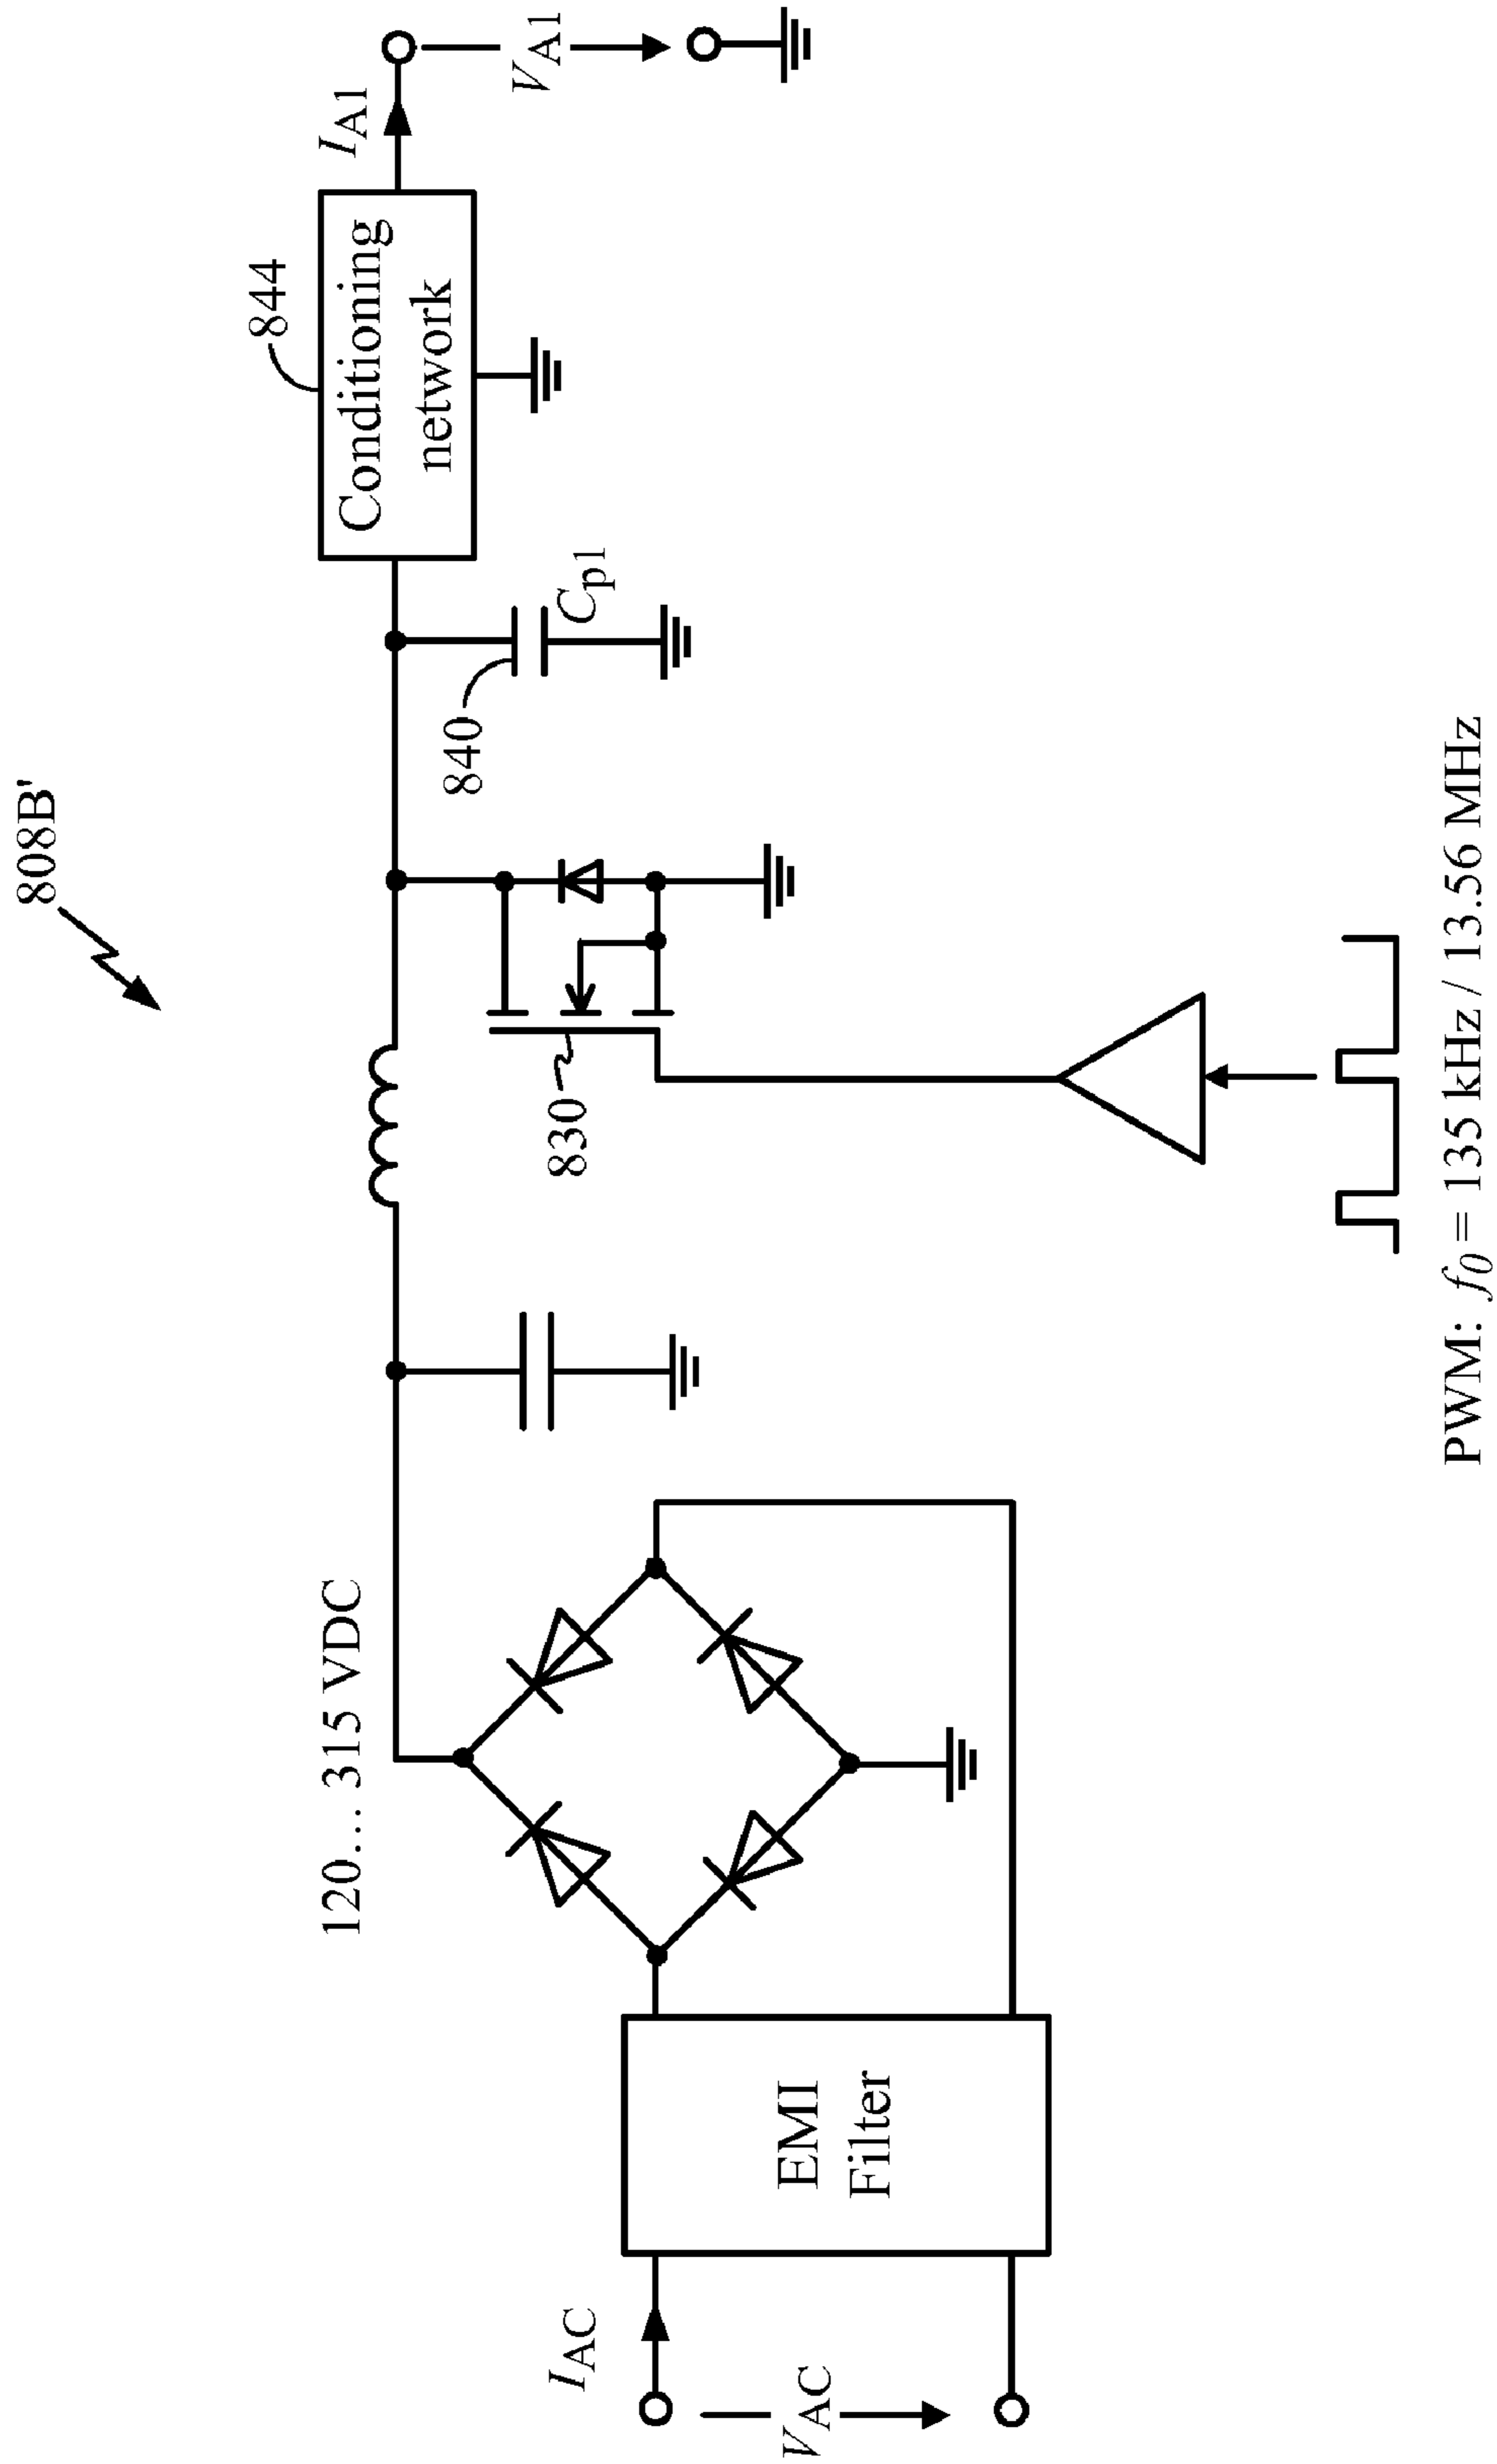 808B'
120... 315 VDC
844
Conditioning
network
I_A1
V_A1
840
C_p1
830
I_AC
V_AC
EMI
Filter
PWM: f_0 = 135 kHz / 13.56 MHz